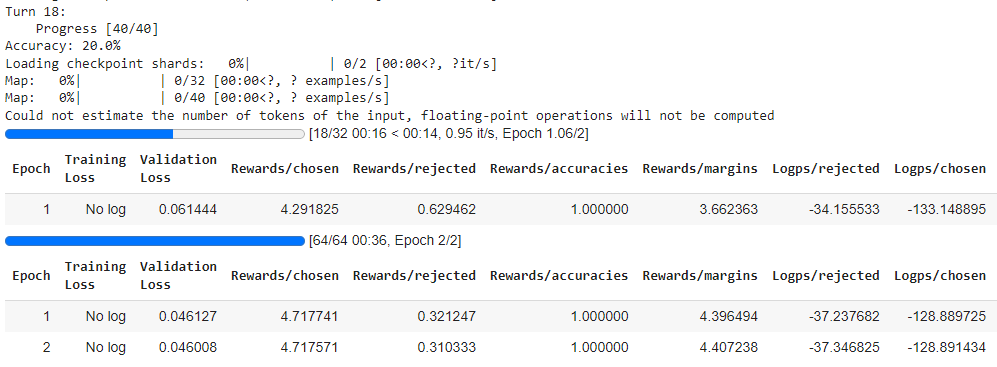 Turn 18:
Progress [40/40]
Accuracy: 20.0%
Loading checkpoint shards:   0%|          | 0/2 [00:00<?, ?it/s]
Map:   0%|          | 0/32 [00:00<?, ? examples/s]
Map:   0%|          | 0/40 [00:00<?, ? examples/s]
Could not estimate the number of tokens of the input, floating-point operations will not be computed
[18/32 00:16 < 00:14, 0.95 it/s, Epoch 1.06/2]
Epoch Training Loss Validation Loss Rewards/chosen Rewards/rejected Rewards/accuracies Rewards/margins Logps/rejected Logps/chosen
1 No log 0.061444 4.291825 0.629462 1.000000 3.662363 -34.155533 -133.148895
[64/64 00:36, Epoch 2/2]
Epoch Training Loss Validation Loss Rewards/chosen Rewards/rejected Rewards/accuracies Rewards/margins Logps/rejected Logps/chosen
1 No log 0.046127 4.717741 0.321247 1.000000 4.396494 -37.237682 -128.889725
2 No log 0.046008 4.717571 0.310333 1.000000 4.407238 -37.346825 -128.891434